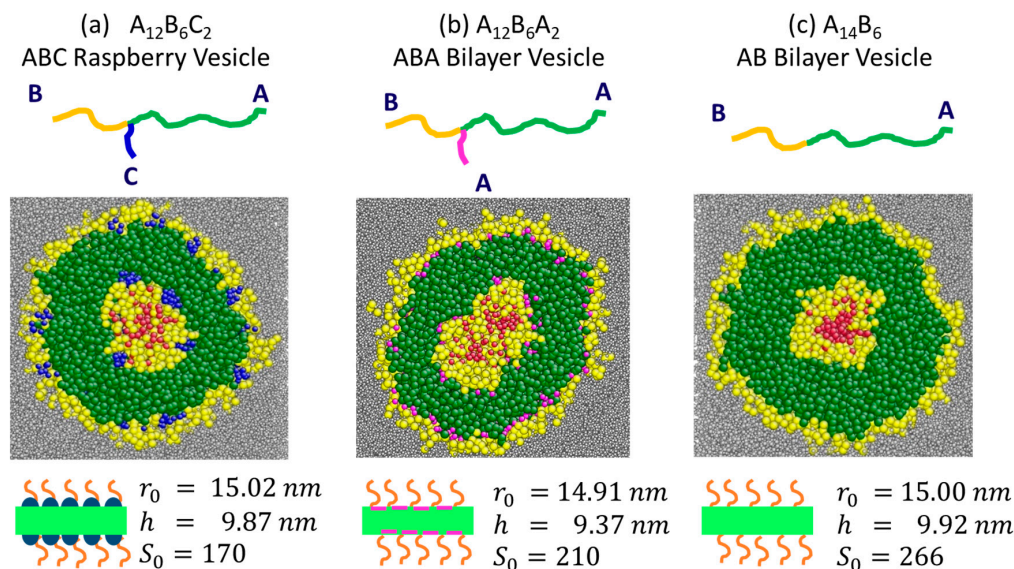 (a) A₁₂B₆C₂
ABC Raspberry Vesicle
B
A
C
r₀ = 15.02 nm
h = 9.87 nm
S₀ = 170
(b) A₁₂B₆A₂
ABA Bilayer Vesicle
B
A
A
r₀ = 14.91 nm
h = 9.37 nm
S₀ = 210
(c) A₁₄B₆
AB Bilayer Vesicle
B
A
r₀ = 15.00 nm
h = 9.92 nm
S₀ = 266